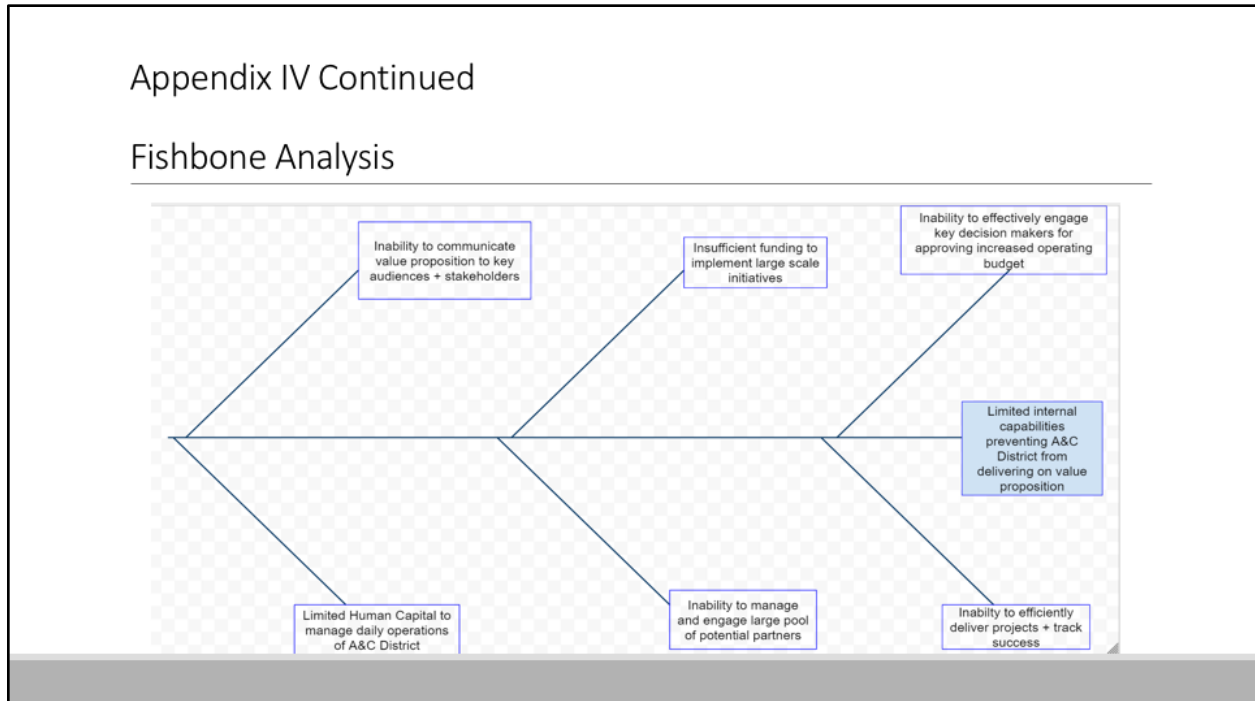 Appendix IV Continued
Fishbone Analysis
Inability to communicate
value proposition to key
audiences + stakeholders
Insufficient funding to
implement large scale
initiatives
Inability to effectively engage
key decision makers for
approving increased operating
budget
Limited internal
capabilities
preventing A&C
District from
delivering on value
proposition
Limited Human Capital to
manage daily operations
of A&C District
Inability to manage
and engage large pool
of potential partners
Inabilty to efficiently
deliver projects + track
success